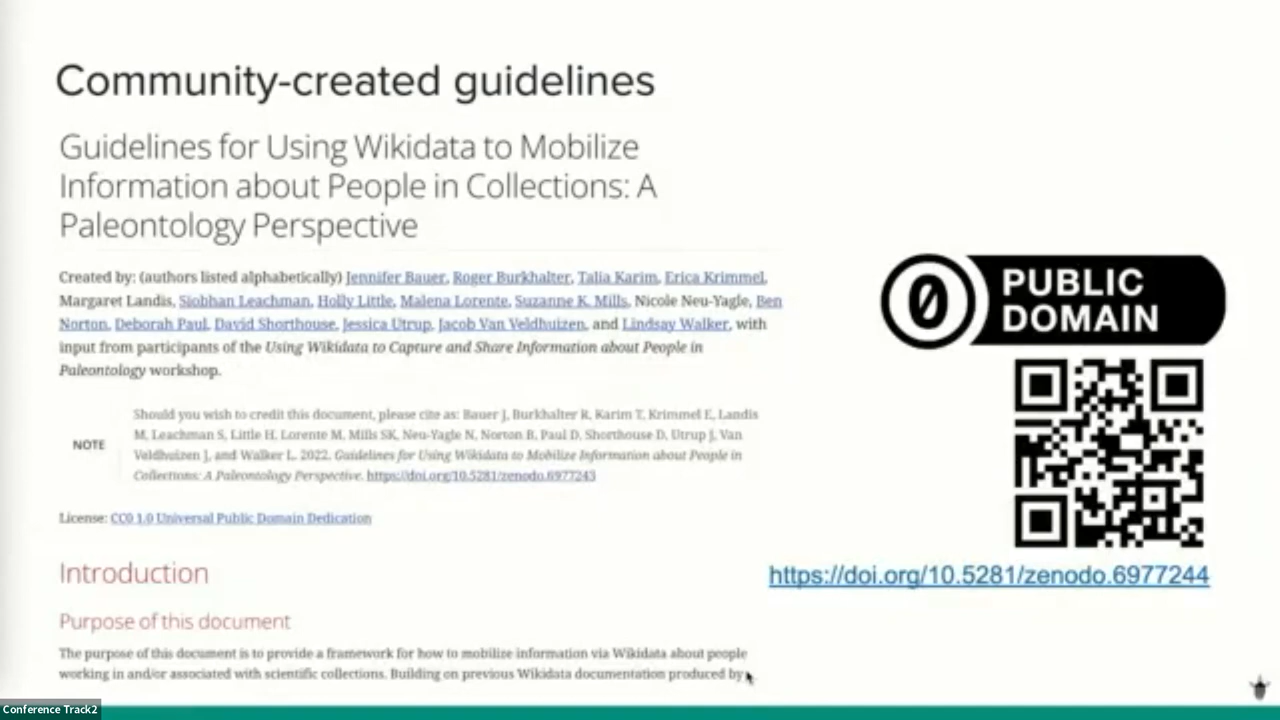 Community-created guidelines
Guidelines for Using Wikidata to Mobilize
Information about People in Collections: A
Paleontology Perspective
Created by: (authors listed alphabetically) Jennifer Bauer, Roger Burkhalter, Talia Karim, Erica Krimmel,
Margaret Landis, Siobhan Leachman, Holly Little, Malena Lorente, Suzanne K. Mills, Nicole Neu-Yagle, Ben
Norton, Deborah Paul, David Shorthouse, Jessica Utrup, Jacob Van Veldhuizen, and Lindsay Walker, with
input from participants of the Using Wikidata to Capture and Share Information about People in
Paleontology workshop.
NOTE
Should you wish to credit this document, please cite as: Bauer J, Burkhalter R, Karim T, Krimmel E, Landis
M, Leachman S, Little H, Lorente M, Mills SK, Neu-Yagle N, Norton B, Paul D, Shorthouse D, Utrup J, Van
Veldhuizen J, and Walker L. 2022. Guidelines for Using Wikidata to Mobilize Information about People in
Collections: A Paleontology Perspective. https://doi.org/10.5281/zenodo.6977243
License: CC0 1.0 Universal Public Domain Dedication
Introduction
Purpose of this document
The purpose of this document is to provide a framework for how to mobilize information via Wikidata about people
working in and/or associated with scientific collections. Building on previous Wikidata documentation produced by
0 PUBLIC
DOMAIN
https://doi.org/10.5281/zenodo.6977244
Conference Track2